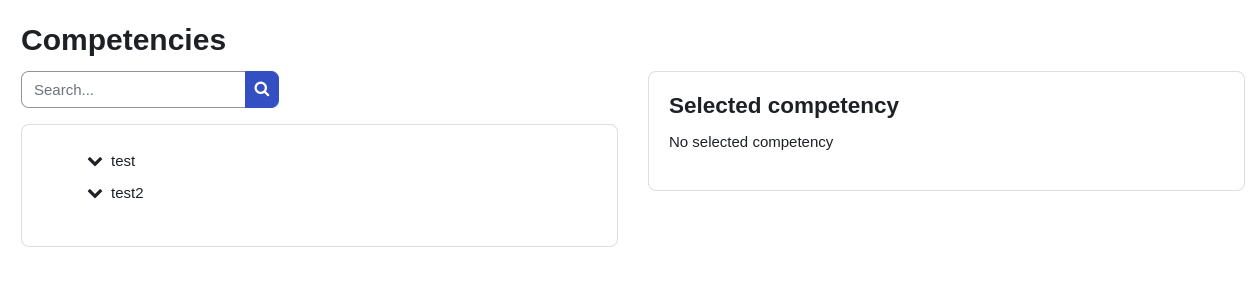 Competencies
Search...
test
test2
Selected competency
No selected competency